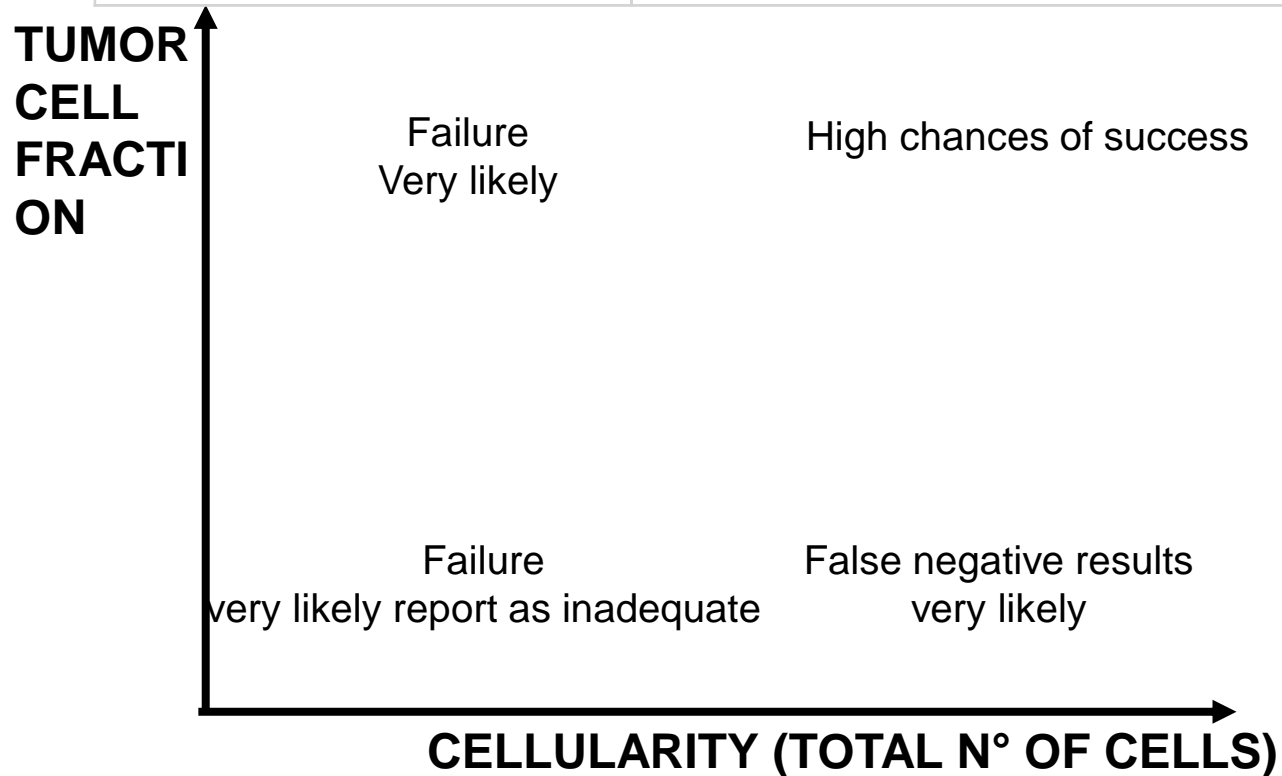 TUMOR
CELL
FRACTI
ON
Failure
Very likely
High chances of success
Failure
very likely report as inadequate
False negative results
very likely
CELLULARITY (TOTAL N° OF CELLS)